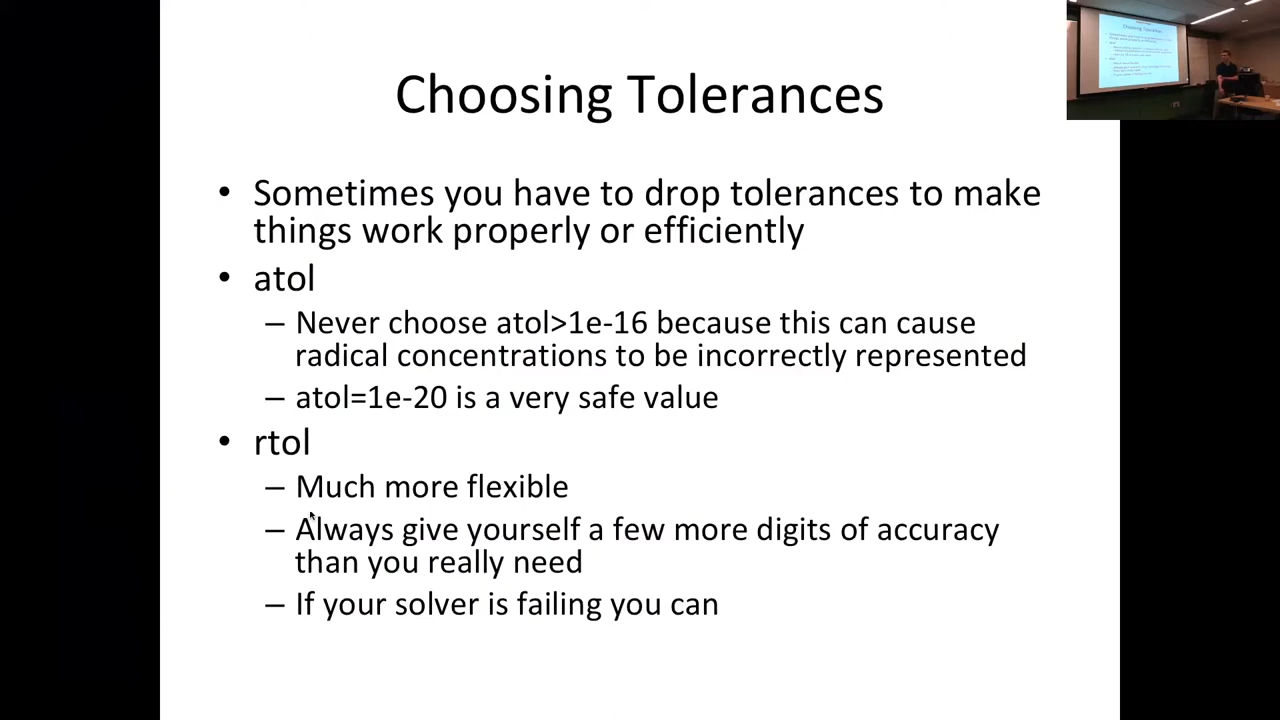 Choosing Tolerances
• Sometimes you have to drop tolerances to make
things work properly or efficiently
• atol
– Never choose atol>1e-16 because this can cause
radical concentrations to be incorrectly represented
– atol=1e-20 is a very safe value
• rtol
– Much more flexible
– Always give yourself a few more digits of accuracy
than you really need
– If your solver is failing you can
Choosing Tolerances